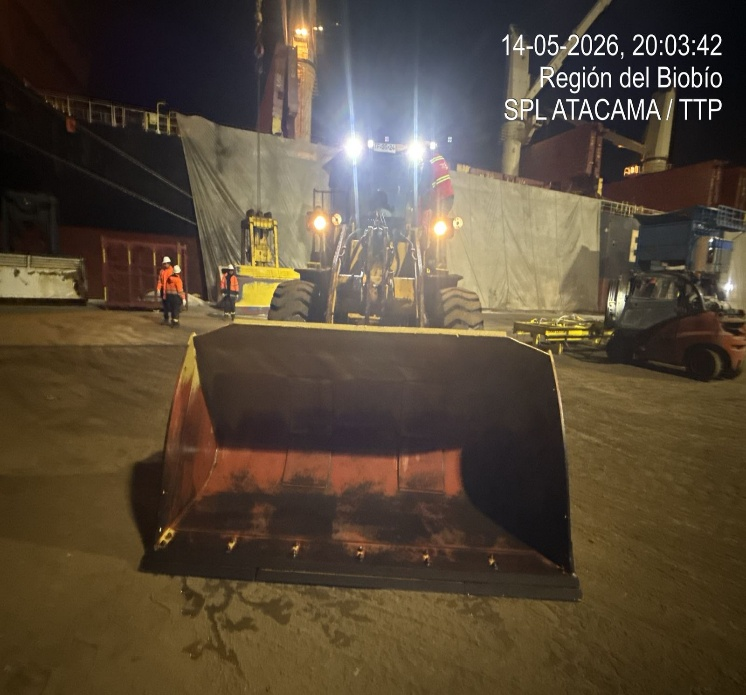 14-05-2026, 20:03:42
Región del Biobío
SPL ATACAMA / TTP